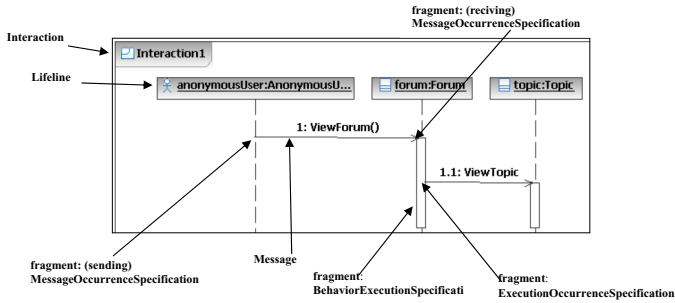 fragment: (reciving)
MessageOccurrenceSpecification
Interaction
Interaction1
Lifeline
anonymousUser:AnonymousU...
forum:Forum
topic:Topic
1: ViewForum()
1.1: ViewTopic
fragment: (sending)
MessageOccurrenceSpecification
Message
fragment:
BehaviorExecutionSpecificati
fragment:
ExecutionOccurrenceSpecification